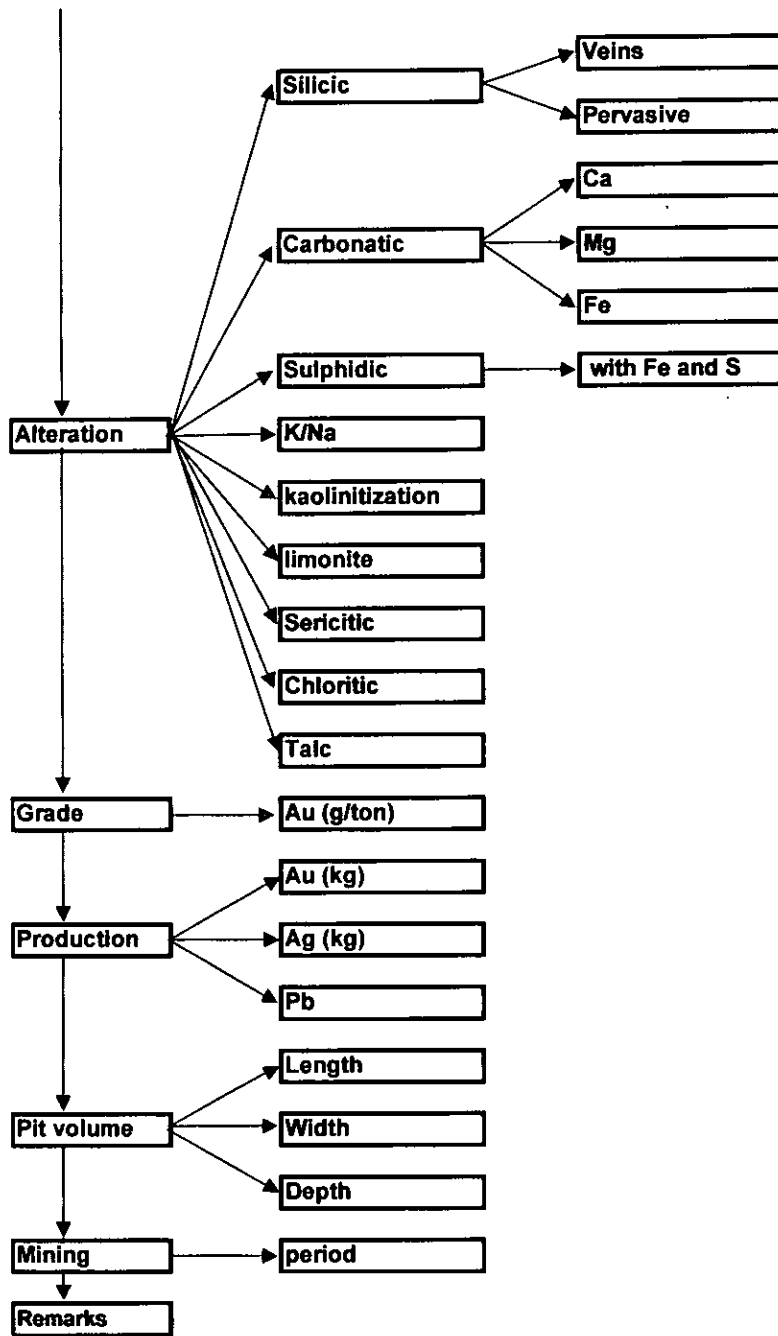 Veins
Silicic
Pervasive
Ca
Carbonatic
Mg
Fe
Sulphidic
with Fe and S
Alteration
K/Na
kaolinitization
limonite
Sericitic
Chloritic
Talc
Grade
Au (g/ton)
Au (kg)
Production
Ag (kg)
Pb
Length
Pit volume
Width
Depth
Mining
period
Remarks